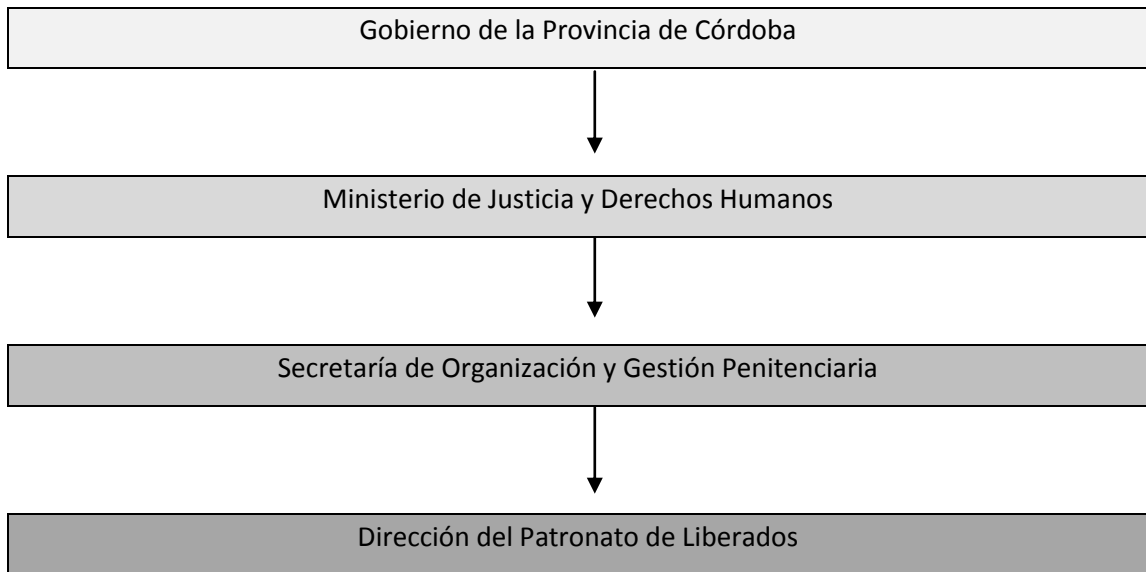 Gobierno de la Provincia de Córdoba
Ministerio de Justicia y Derechos Humanos
Secretaría de Organización y Gestión Penitenciaria
Dirección del Patronato de Liberados